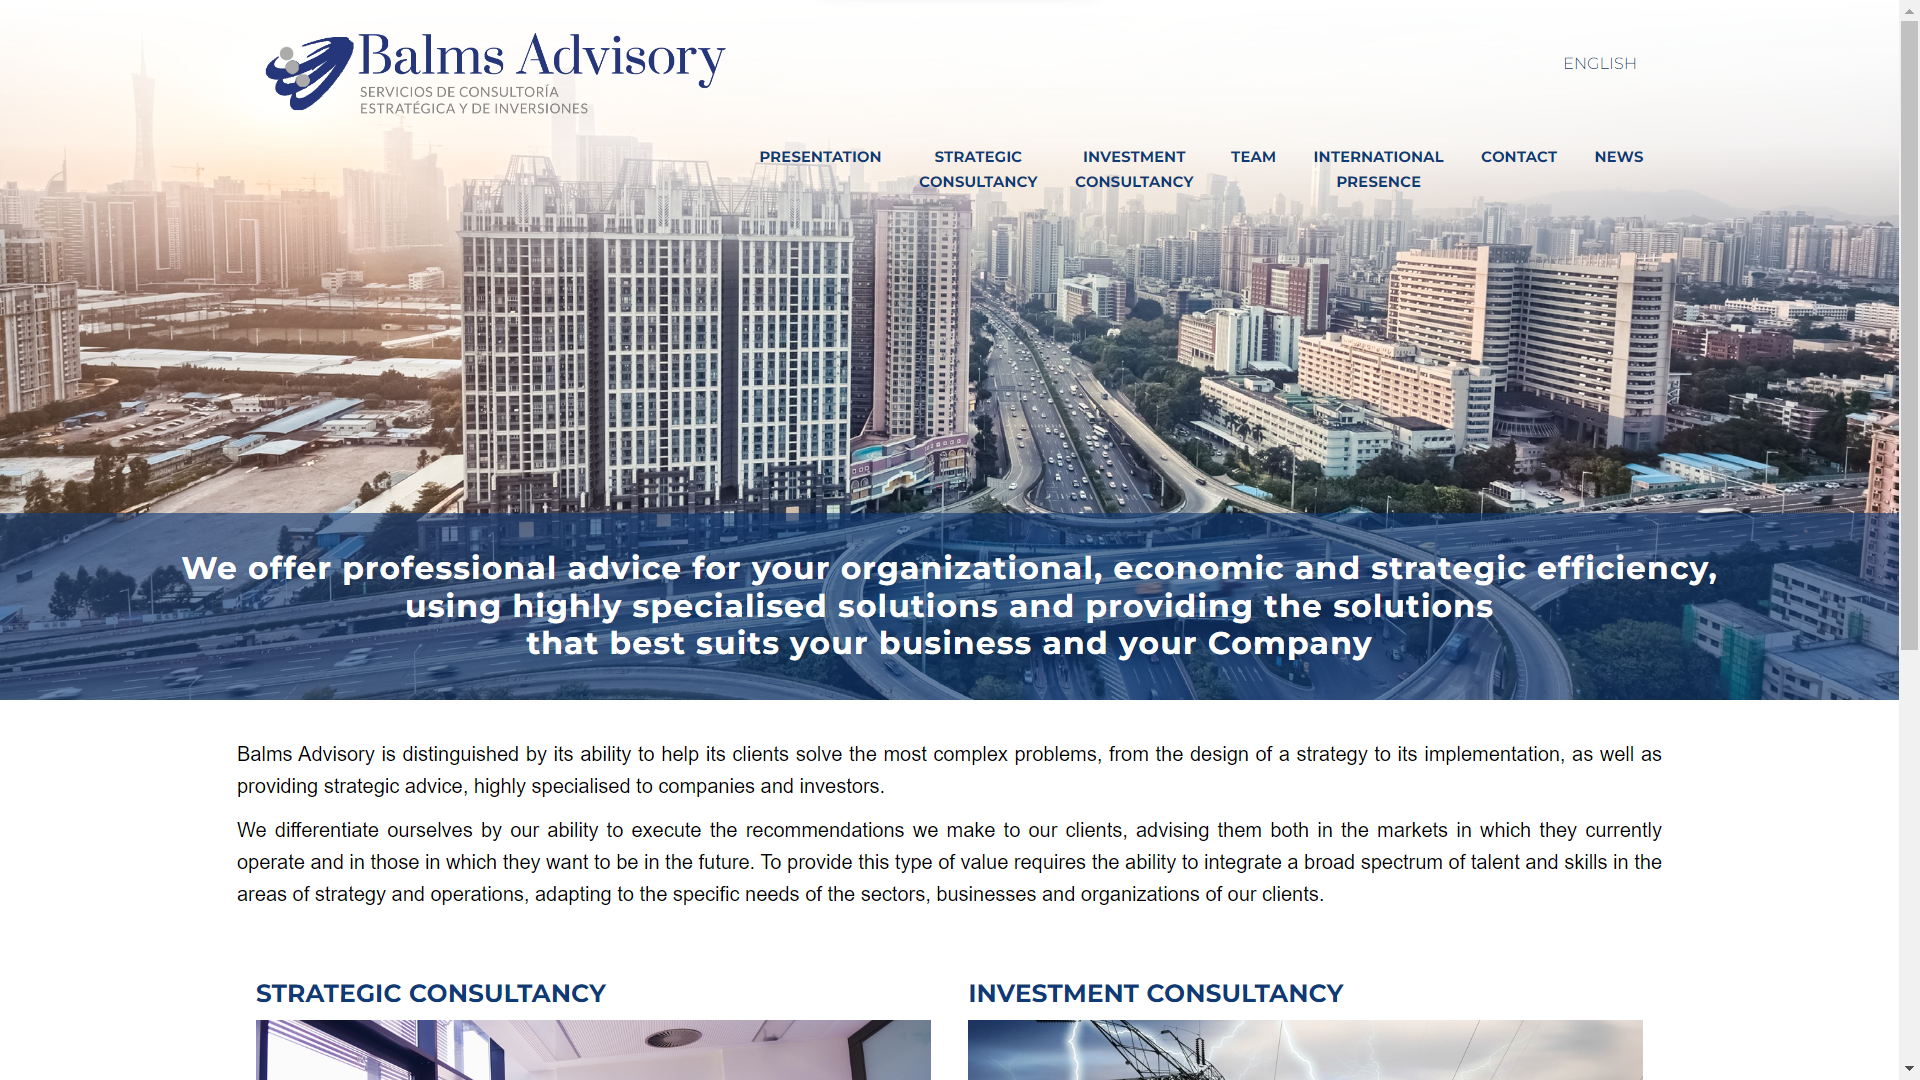 Balms Advisory
SERVICIOS DE CONSULTORÍA
ESTRATÉGICA Y DE INVERSIONES
ENGLISH
PRESENTATION
STRATEGIC
CONSULTANCY
INVESTMENT
CONSULTANCY
TEAM
INTERNATIONAL
PRESENCE
CONTACT
NEWS
We offer professional advice for your organizational, economic and strategic efficiency,
using highly specialised solutions and providing the solutions
that best suits your business and your Company
Balms Advisory is distinguished by its ability to help its clients solve the most complex problems, from the design of a strategy to its implementation, as well as
providing strategic advice, highly specialised to companies and investors.
We differentiate ourselves by our ability to execute the recommendations we make to our clients, advising them both in the markets in which they currently
operate and in those in which they want to be in the future. To provide this type of value requires the ability to integrate a broad spectrum of talent and skills in the
areas of strategy and operations, adapting to the specific needs of the sectors, businesses and organizations of our clients.
STRATEGIC CONSULTANCY
INVESTMENT CONSULTANCY